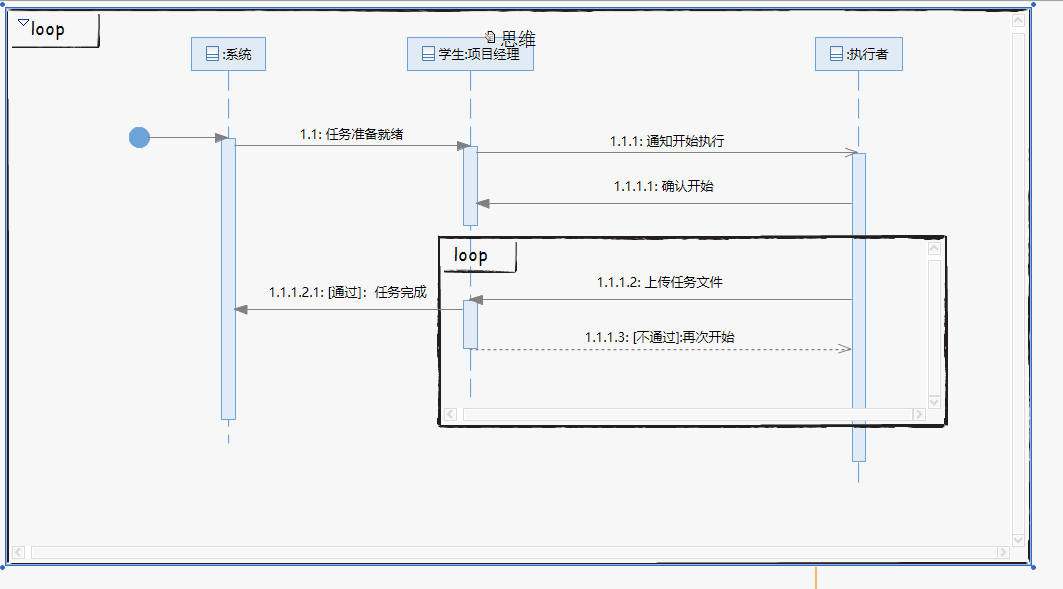 loop
思维
:系统
学生:项目经理
:执行者
1.1: 任务准备就绪
1.1.1: 通知开始执行
1.1.1.1: 确认开始
loop
1.1.1.2: 上传任务文件
1.1.1.2.1: [通过]：任务完成
1.1.1.3: [不通过]:再次开始